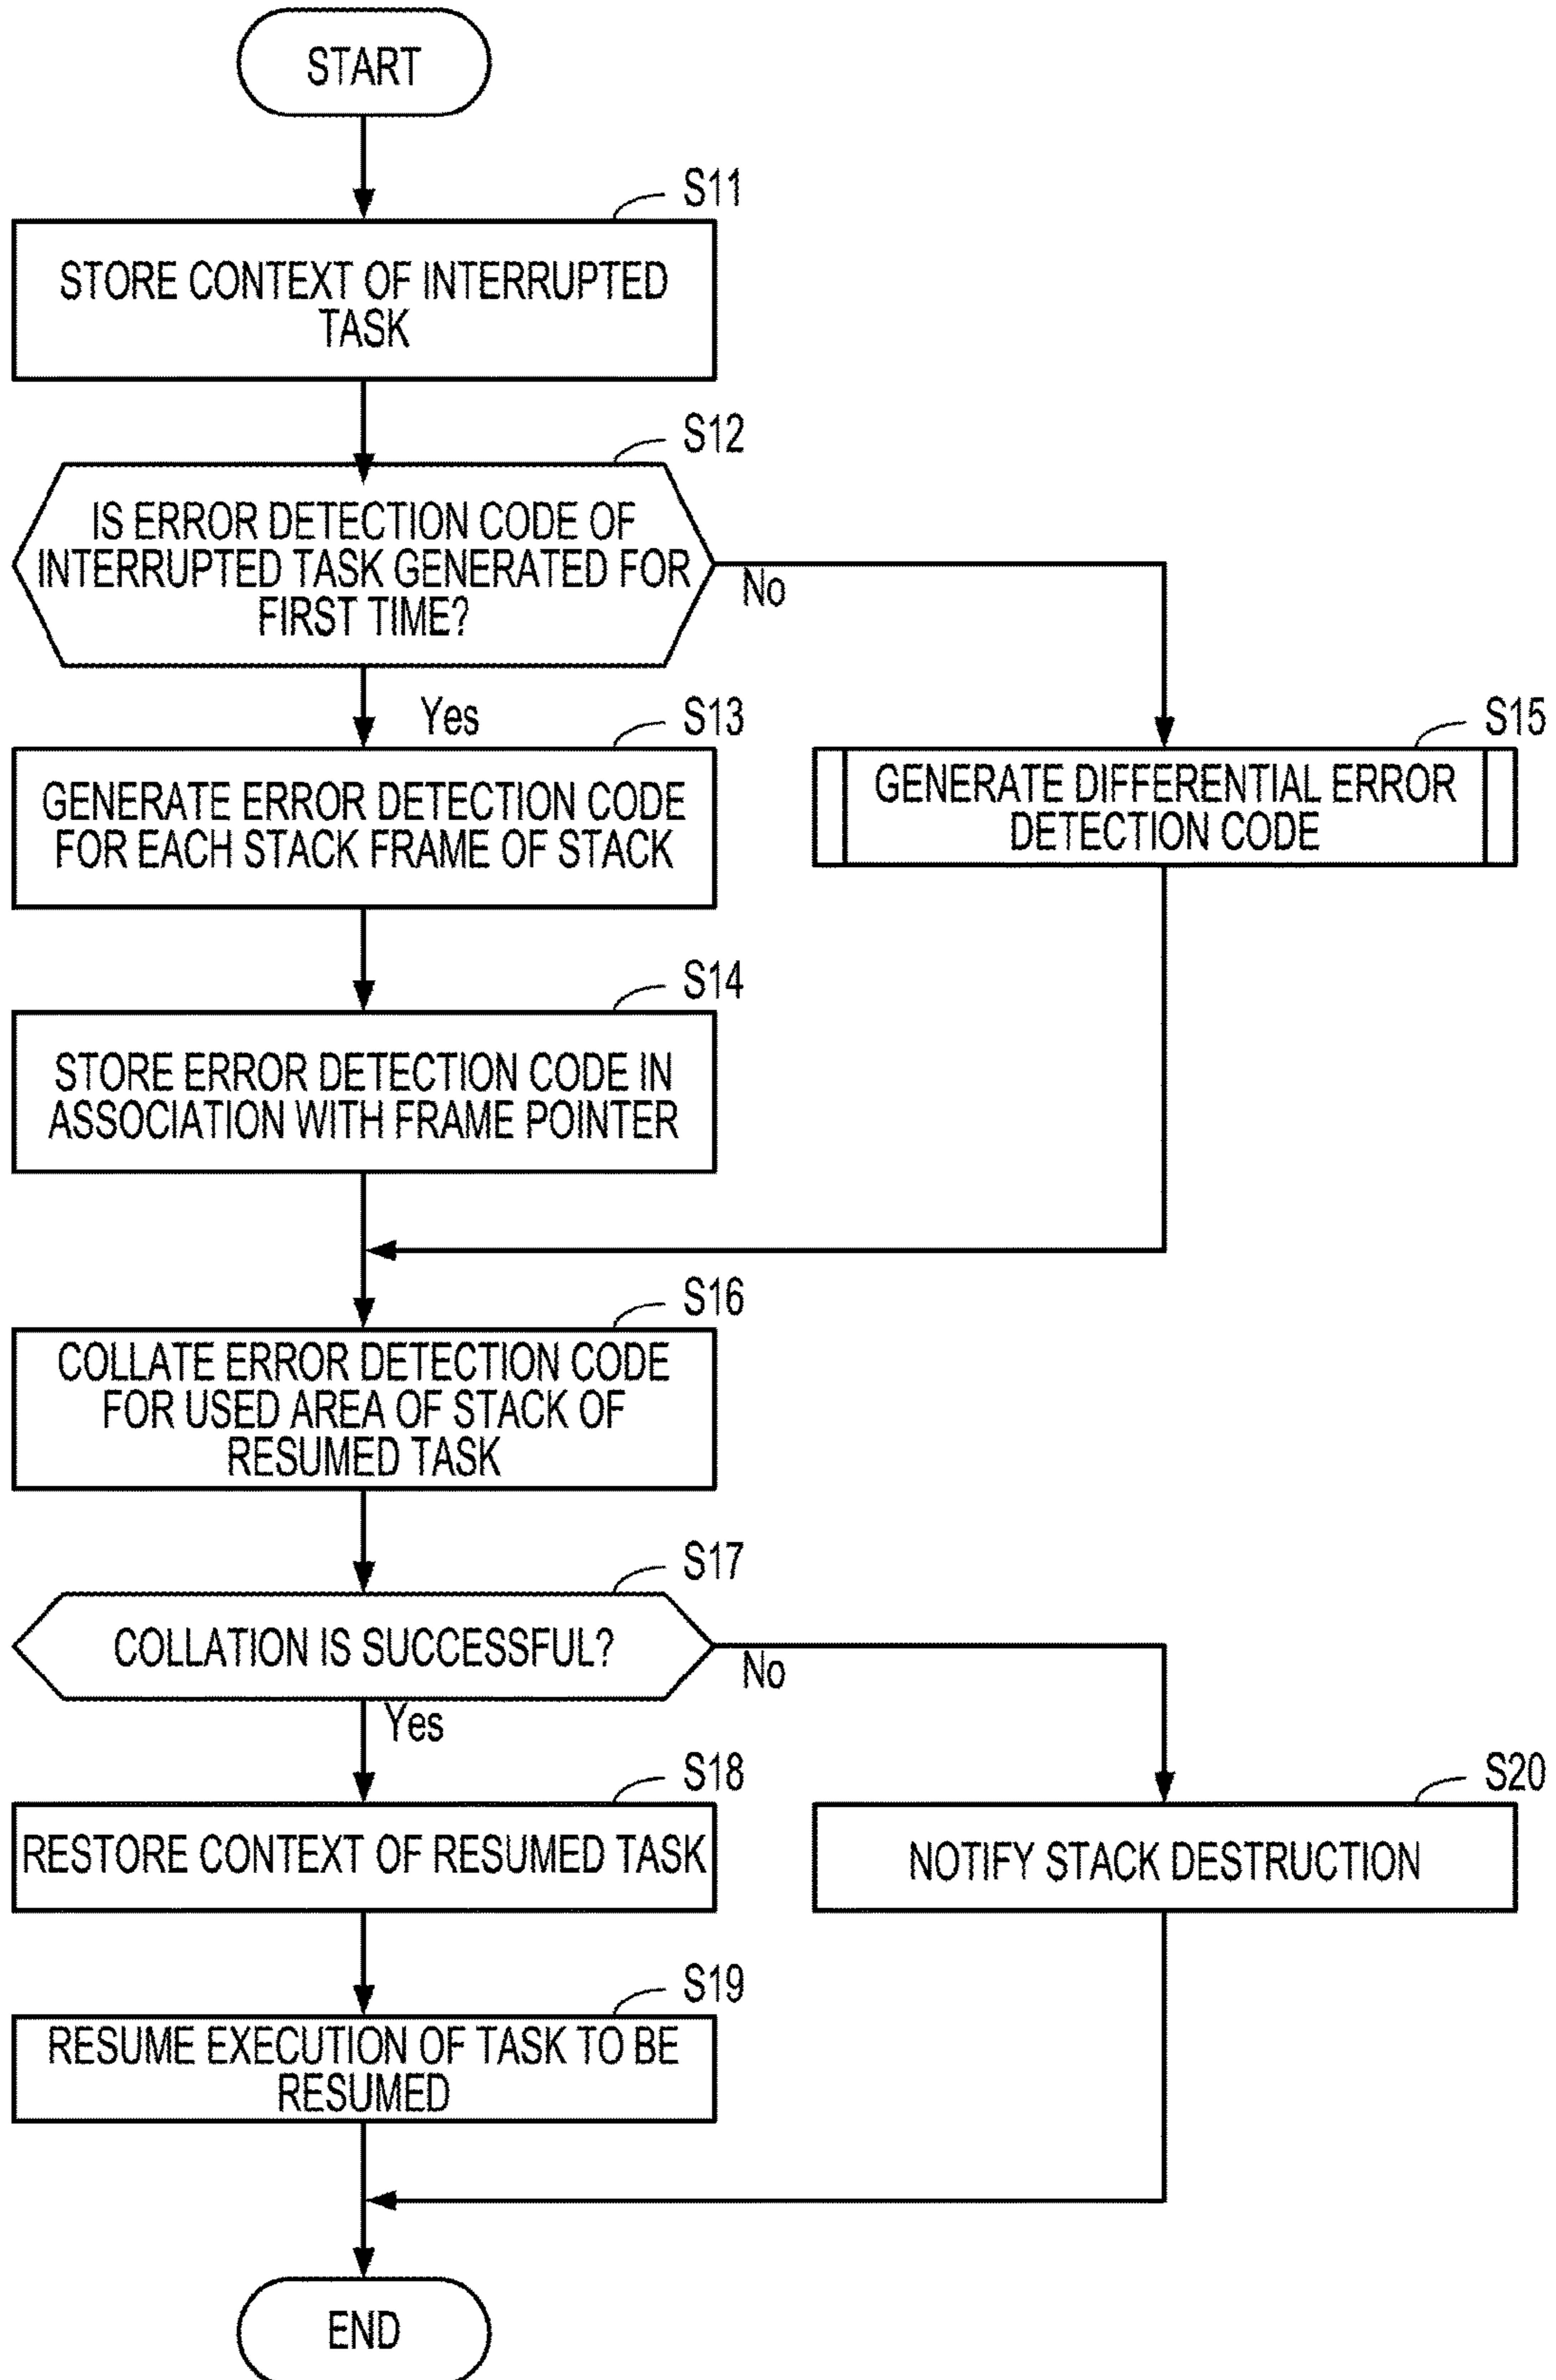 START
S11
STORE CONTEXT OF INTERRUPTED
TASK
S12
IS ERROR DETECTION CODE OF
INTERRUPTED TASK GENERATED FOR
FIRST TIME?
No
Yes
S13
GENERATE ERROR DETECTION CODE
FOR EACH STACK FRAME OF STACK
S15
GENERATE DIFFERENTIAL ERROR
DETECTION CODE
S14
STORE ERROR DETECTION CODE IN
ASSOCIATION WITH FRAME POINTER
S16
COLLATE ERROR DETECTION CODE
FOR USED AREA OF STACK OF
RESUMED TASK
S17
COLLATION IS SUCCESSFUL?
No
Yes
S18
RESTORE CONTEXT OF RESUMED TASK
S20
NOTIFY STACK DESTRUCTION
S19
RESUME EXECUTION OF TASK TO BE
RESUMED
END